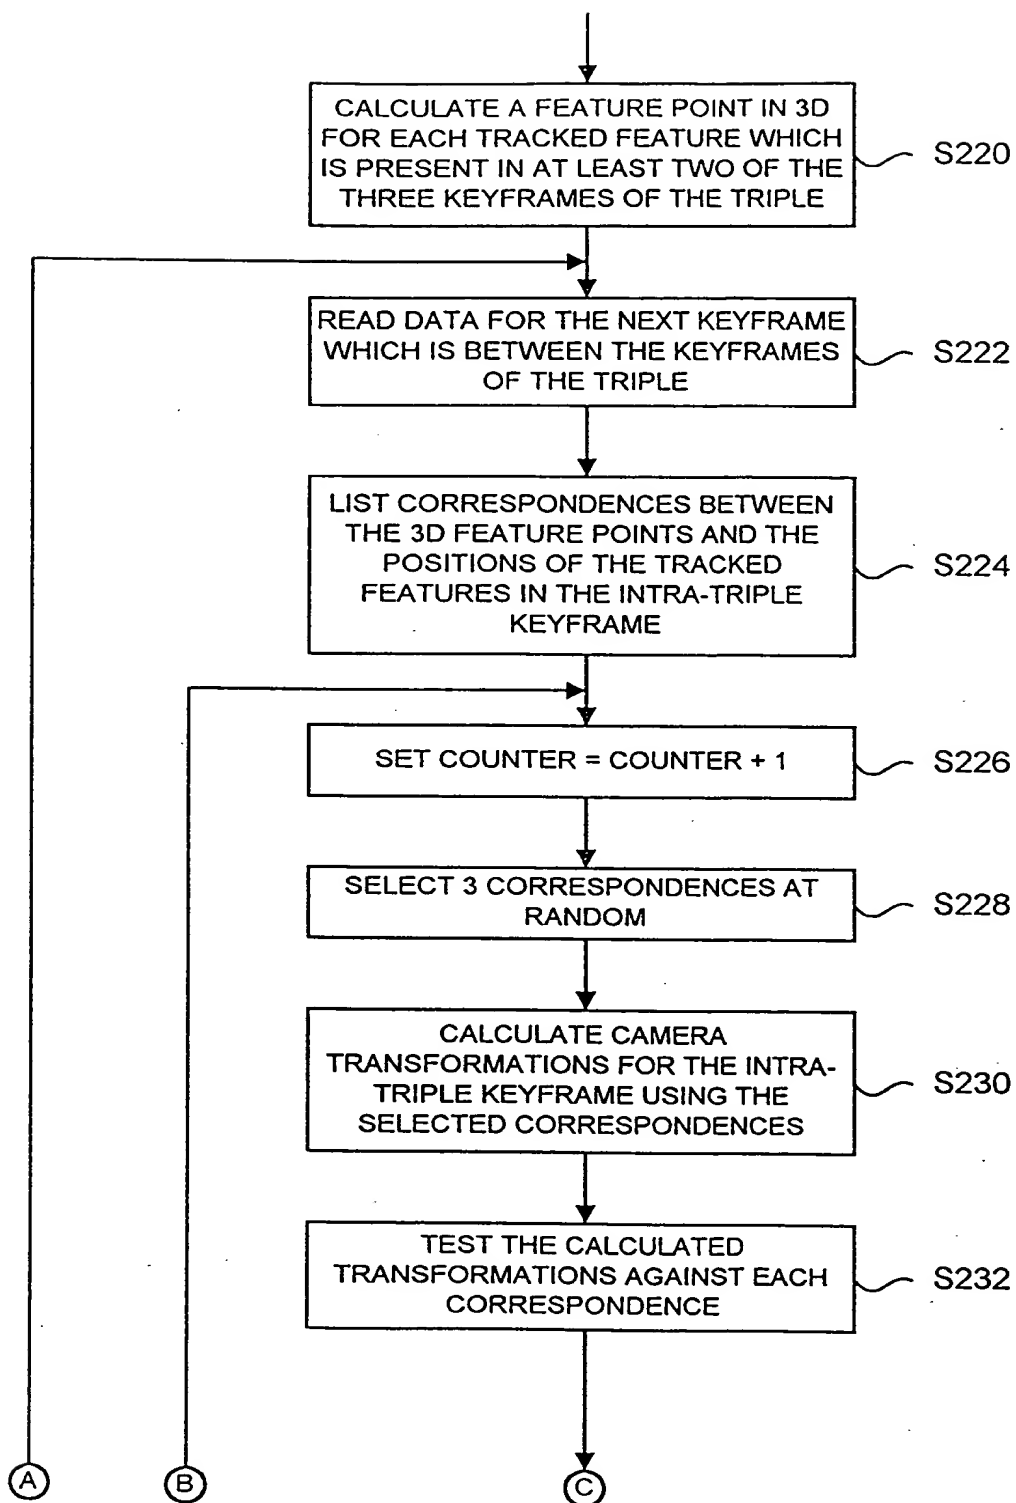 CALCULATE A FEATURE POINT IN 3D
FOR EACH TRACKED FEATURE WHICH
IS PRESENT IN AT LEAST TWO OF THE
THREE KEYFRAMES OF THE TRIPLE
S220
READ DATA FOR THE NEXT KEYFRAME
WHICH IS BETWEEN THE KEYFRAMES
OF THE TRIPLE
S222
LIST CORRESPONDENCES BETWEEN
THE 3D FEATURE POINTS AND THE
POSITIONS OF THE TRACKED
FEATURES IN THE INTRA-TRIPLE
KEYFRAME
S224
SET COUNTER = COUNTER + 1
S226
SELECT 3 CORRESPONDENCES AT
RANDOM
S228
CALCULATE CAMERA
TRANSFORMATIONS FOR THE INTRA-
TRIPLE KEYFRAME USING THE
SELECTED CORRESPONDENCES
S230
TEST THE CALCULATED
TRANSFORMATIONS AGAINST EACH
CORRESPONDENCE
S232
A
B
C